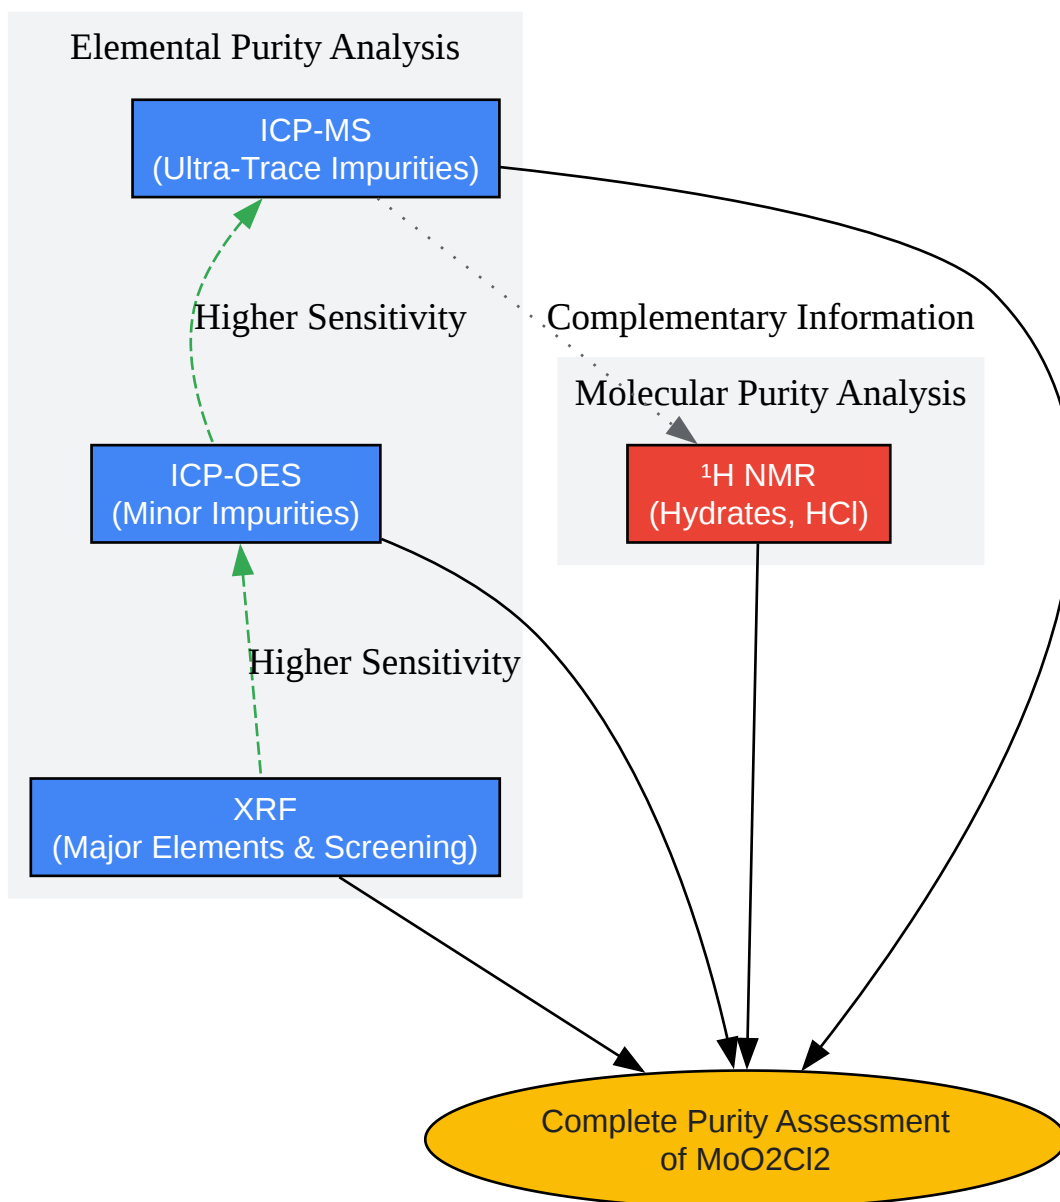 Elemental Purity Analysis
ICP-MS
(Ultra-Trace Impurities)
Higher Sensitivity
Complementary Information
Molecular Purity Analysis
ICP-OES
(Minor Impurities)
¹H NMR
(Hydrates, HCl)
Higher Sensitivity
XRF
(Major Elements & Screening)
Complete Purity Assessment
of MoO2Cl2